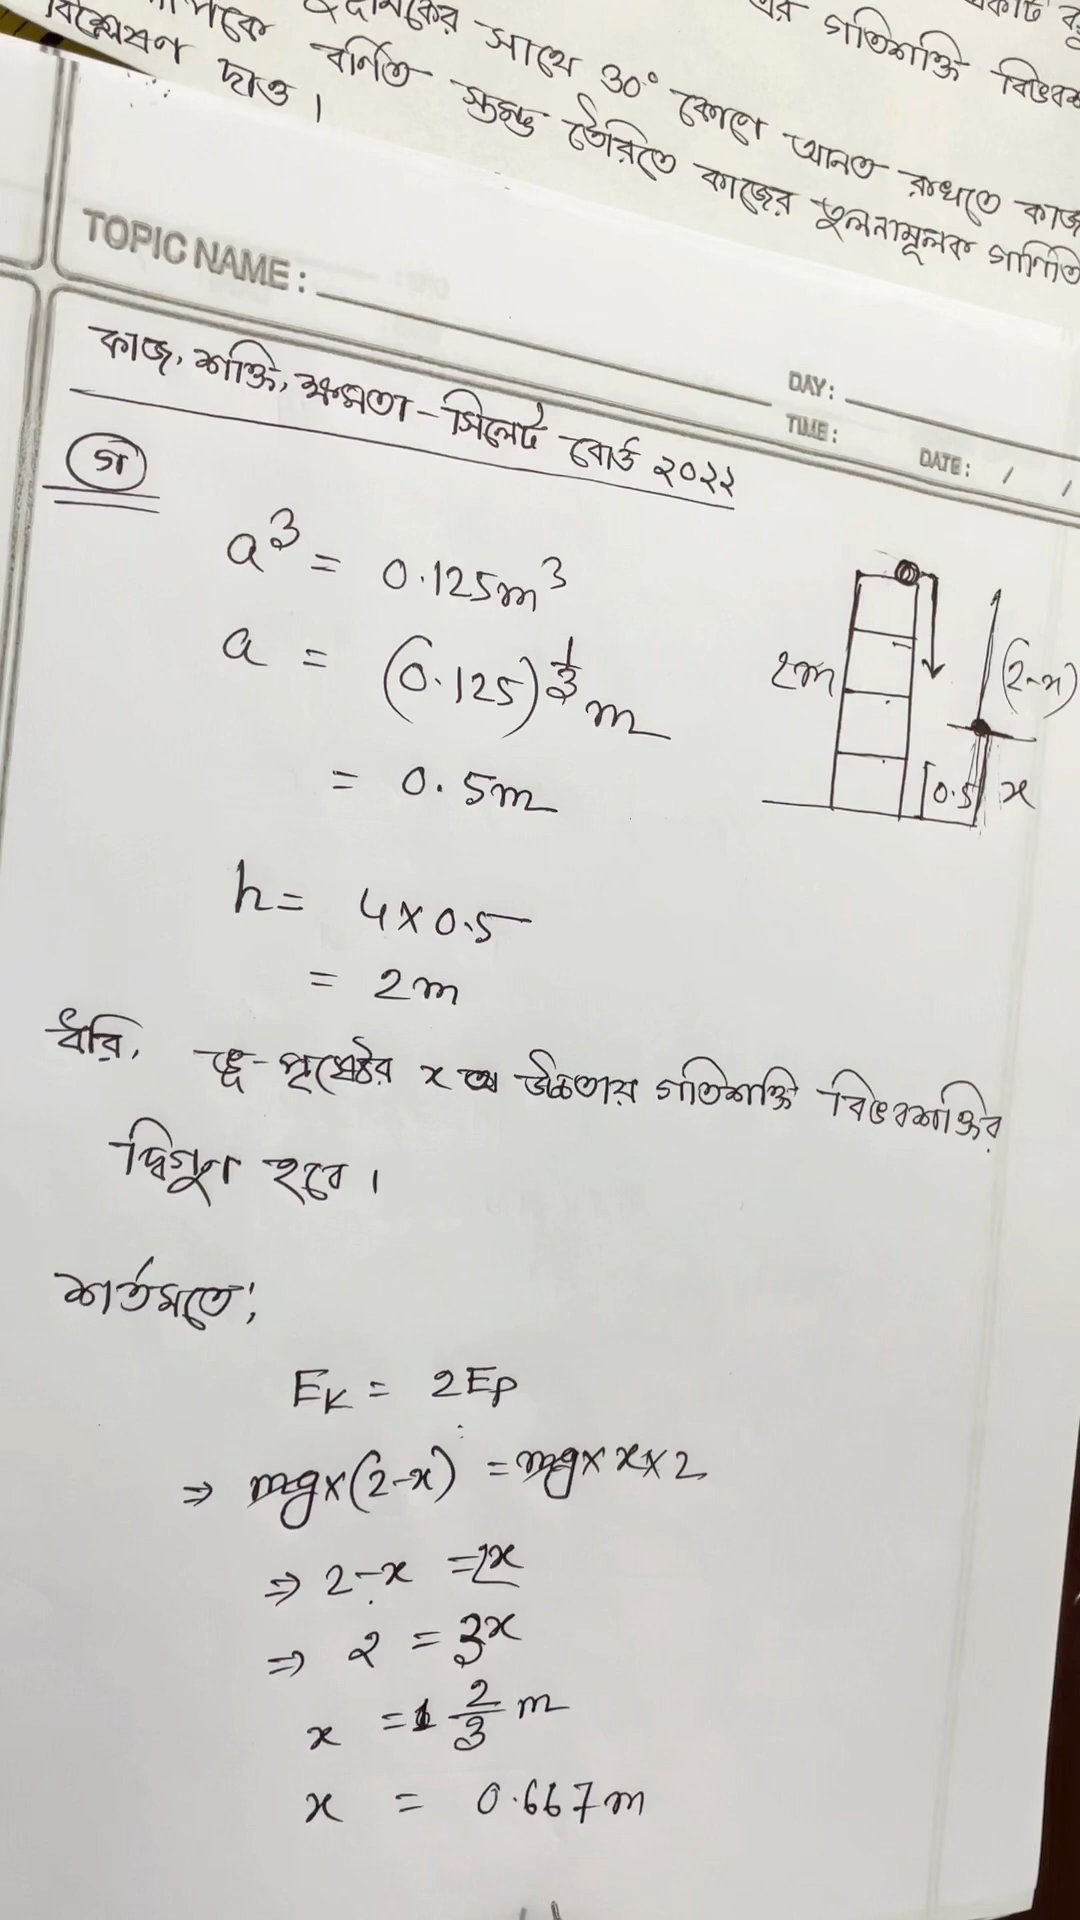 সাথে 30° কোণে আনত রাখতে কাজ
এর গতিশক্তি বিভবশ
বর্ণিত স্তম্ভ তৈরিতে কাজের তুলনামূলক গাণিতি
বিশ্লেষণ দাও।
TOPIC NAME :
DAY :
TIME :
DATE : / /
কাজ, শক্তি, ক্ষমতা - সিলেট বোর্ড ২০২২
গ
a³ = 0.125m³
a = (0.125)^1/3 m
= 0.5m
2m
(2-x)
0.5
x
h = 4×0.5
= 2m
ধরি, ভূ-পৃষ্ঠের x উচ্চতায় গতিশক্তি বিভবশক্তির
দ্বিগুণ হবে।
শর্তমতে,
Ek = 2Ep
⇒ mg×(2-x) = mg×x×2
⇒ 2-x = 2x
⇒ 2 = 3x
x = 2/3 m
x = 0.667m